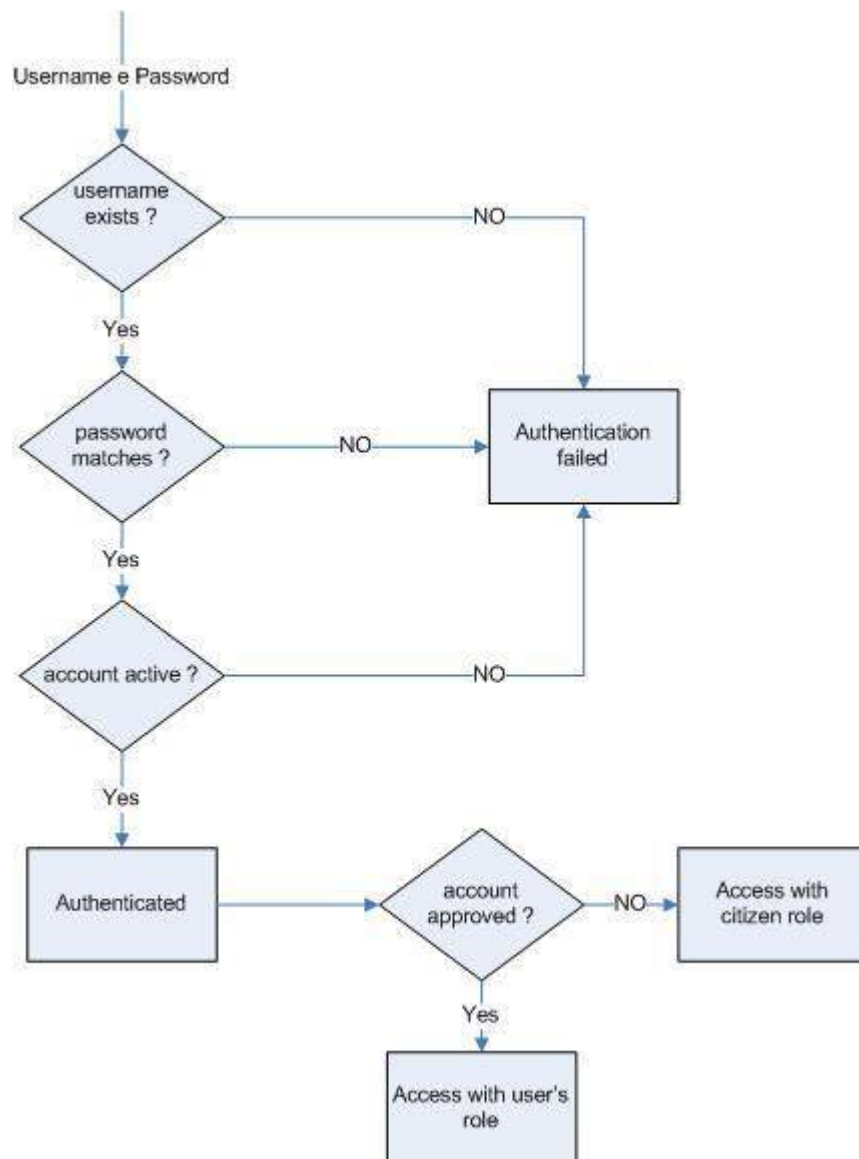 Username e Password
username
exists ?
NO
Yes
password
matches ?
NO
Authentication
failed
Yes
account active ?
NO
Yes
Authenticated
account
approved ?
NO
Access with
citizen role
Yes
Access with user's
role